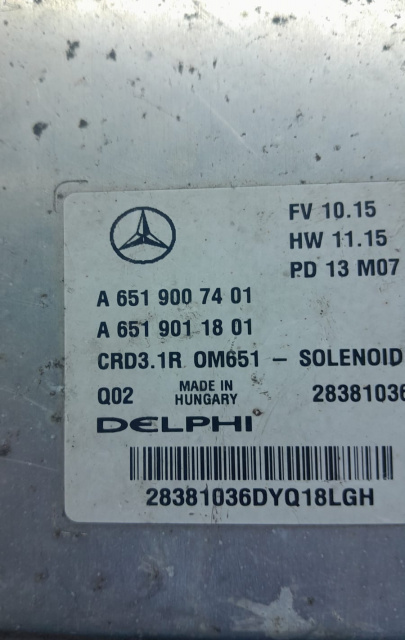 FV 10.15
HW 11.15
PD 13 M07
A 651 900 74 01
A 651 901 18 01
CRD3.1R OM651 – SOLENOID
Q02 MADE IN HUNGARY 28381036
DELPHI
28381036DYQ18LGH